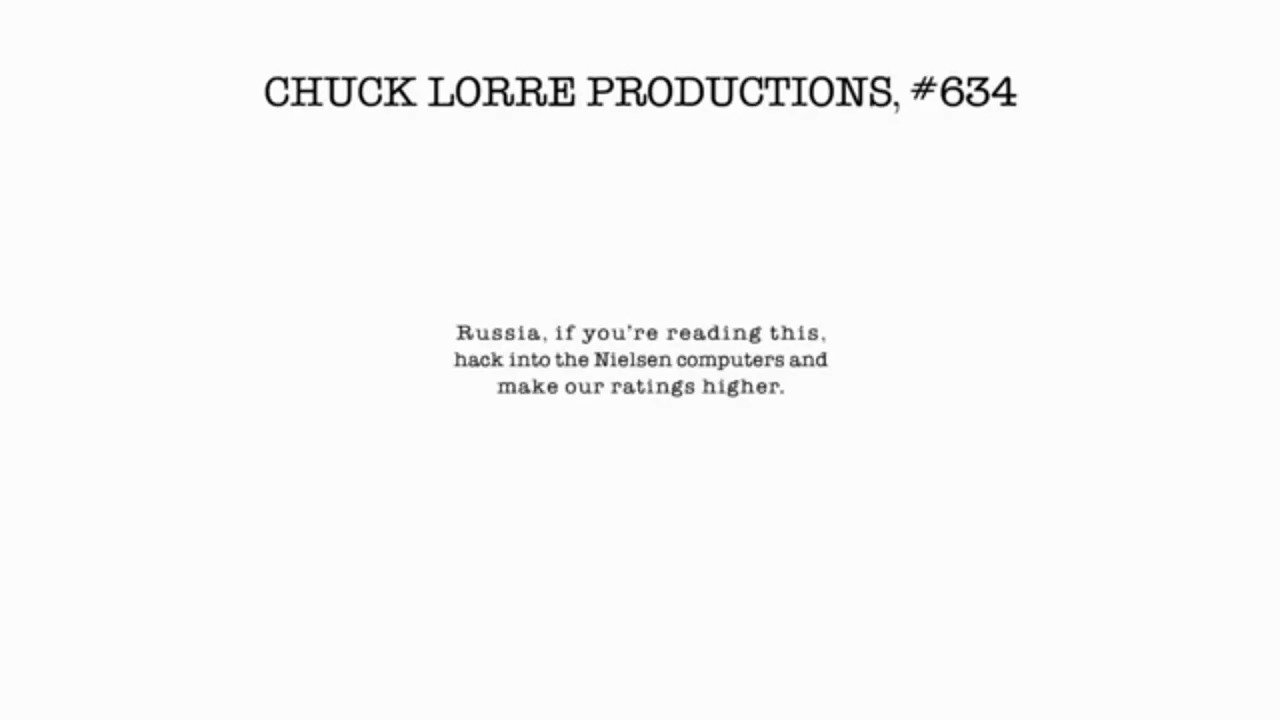 CHUCK LORRE PRODUCTIONS, #634
Russia, if you're reading this,
hack into the Nielsen computers and
make our ratings higher.